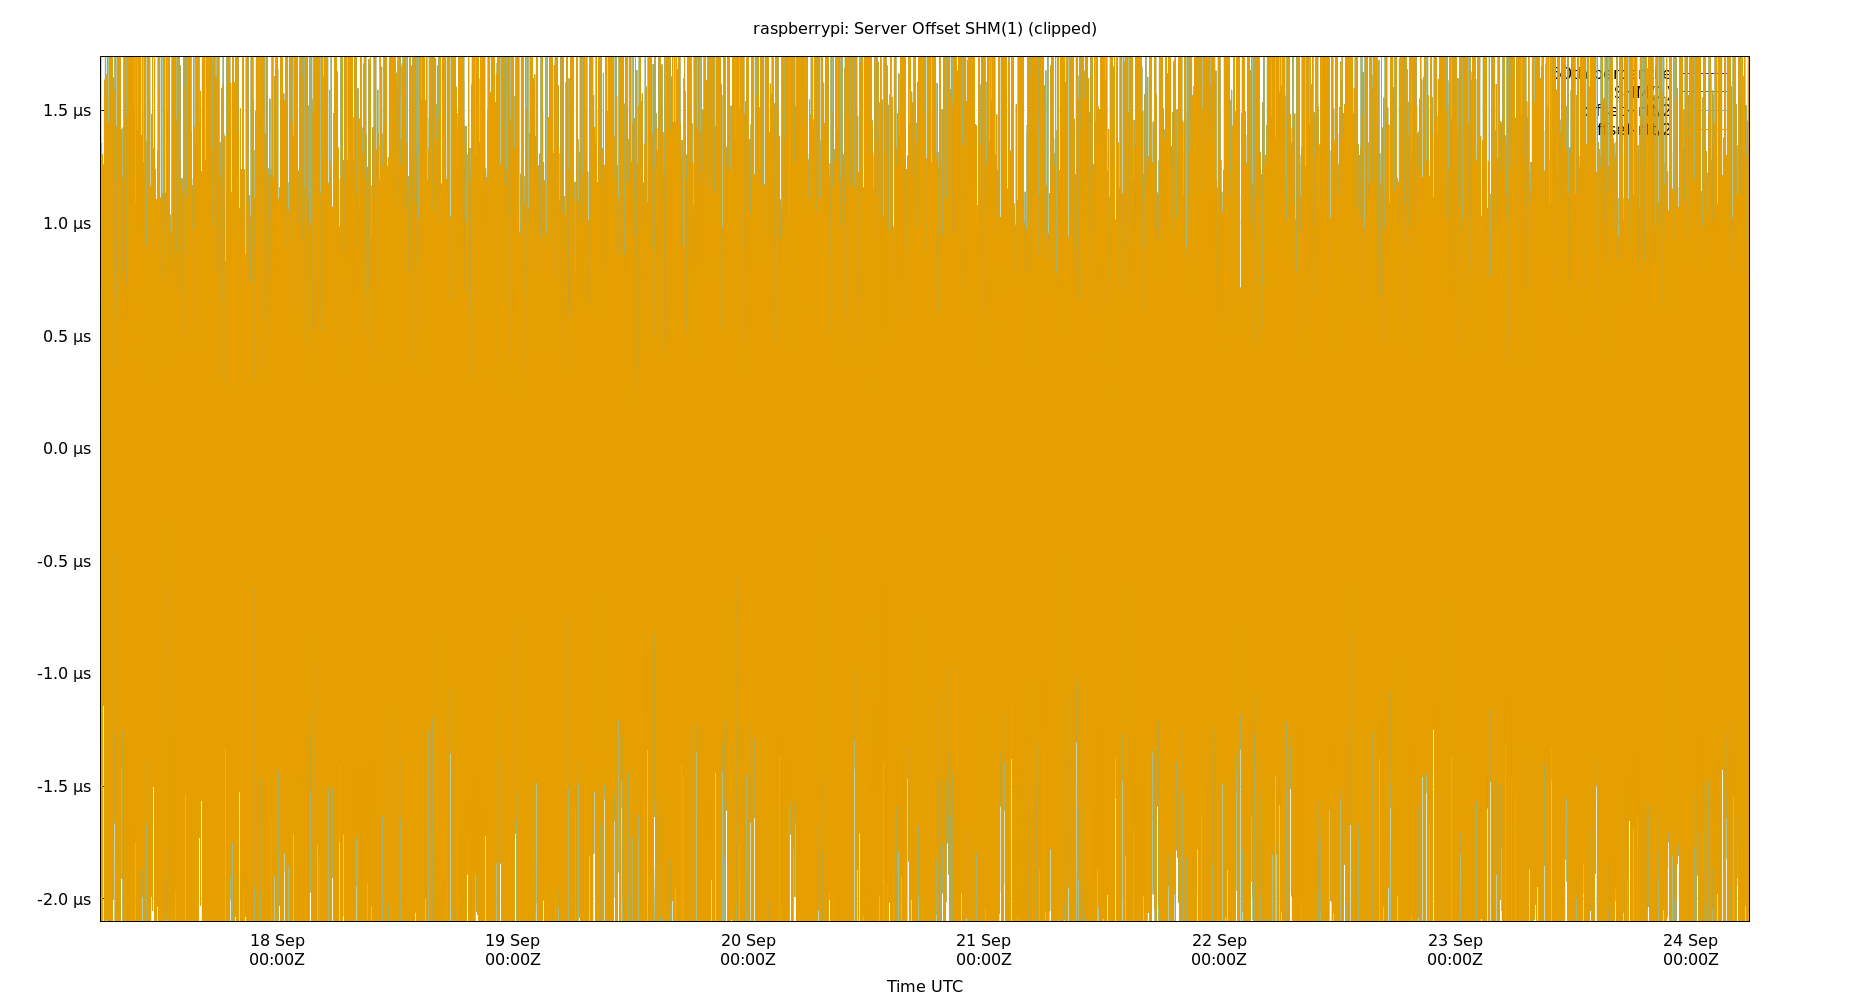 raspberrypi: Server Offset SHM(1) (clipped)
1.5 µs
1.0 µs
0.5 µs
0.0 µs
-0.5 µs
-1.0 µs
-1.5 µs
-2.0 µs
18 Sep 19 Sep 20 Sep 21 Sep 22 Sep 23 Sep 24 Sep
00:00Z 00:00Z 00:00Z 00:00Z 00:00Z 00:00Z 00:00Z
Time UTC